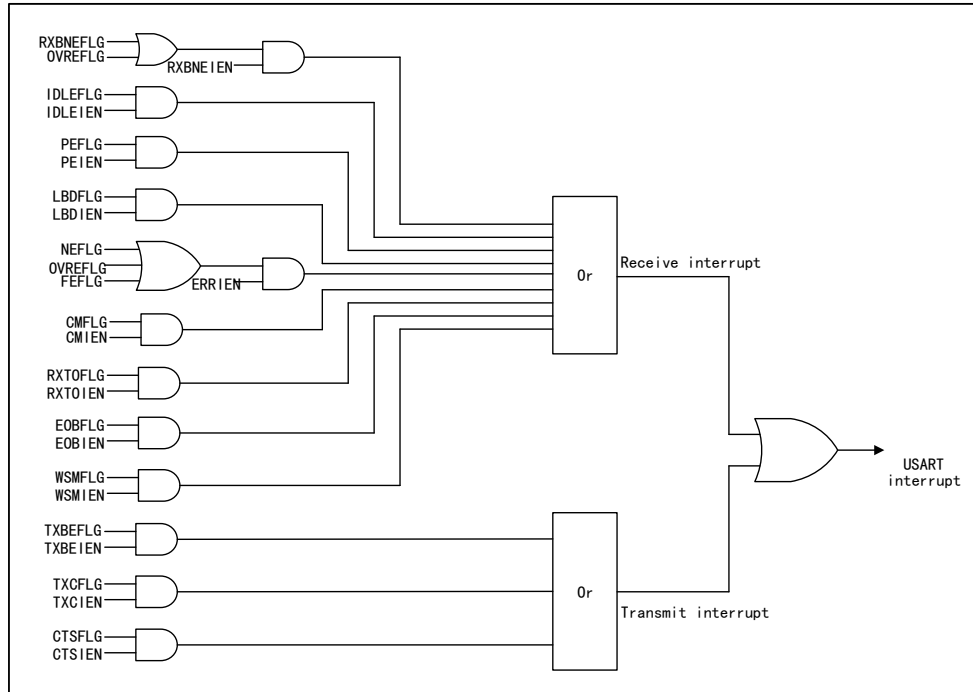 RXBNEFLG
OVREFLG
RXBNEIEN
IDLEFLG
IDLEIEN
PEFLG
PEIEN
LBDFLG
LBDIEN
NEFLG
OVREFLG
FEFLG
ERRIEN
CMFLG
CMIEN
RXTOFLG
RXTOIEN
EOBFLG
EOBIEN
WSMFLG
WSMIEN
TXBEFLG
TXBEIEN
TXCFLG
TXCIEN
CTSFLG
CTSIEN
Or
Receive interrupt
Or
Transmit interrupt
USART
interrupt